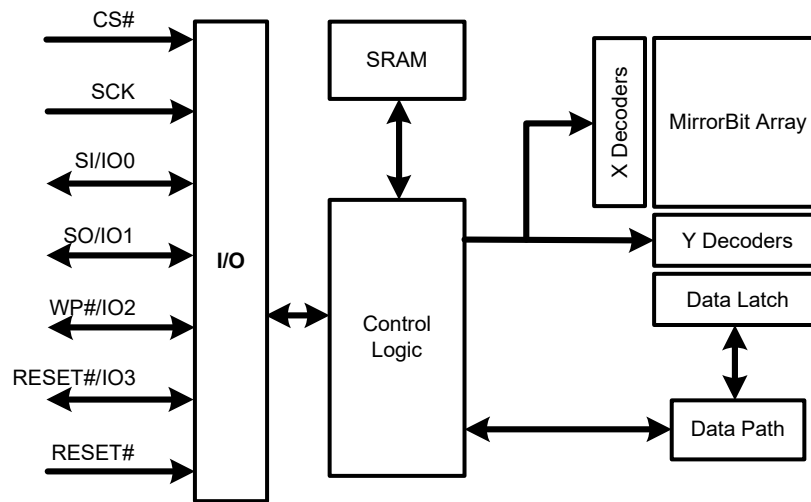 CS#
SCK
SI/IO0
SO/IO1
WP#/IO2
RESET#/IO3
RESET#
I/O
SRAM
Control
Logic
X Decoders
MirrorBit Array
Y Decoders
Data Latch
Data Path